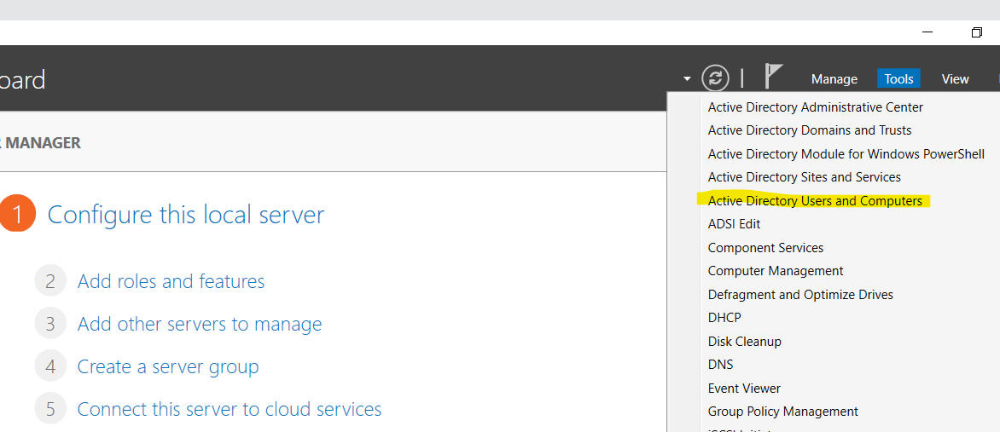 oard
Manage
Tools
View
MANAGER
1 Configure this local server
2 Add roles and features
3 Add other servers to manage
4 Create a server group
5 Connect this server to cloud services
Active Directory Administrative Center
Active Directory Domains and Trusts
Active Directory Module for Windows PowerShell
Active Directory Sites and Services
Active Directory Users and Computers
ADSI Edit
Component Services
Computer Management
Defragment and Optimize Drives
DHCP
Disk Cleanup
DNS
Event Viewer
Group Policy Management